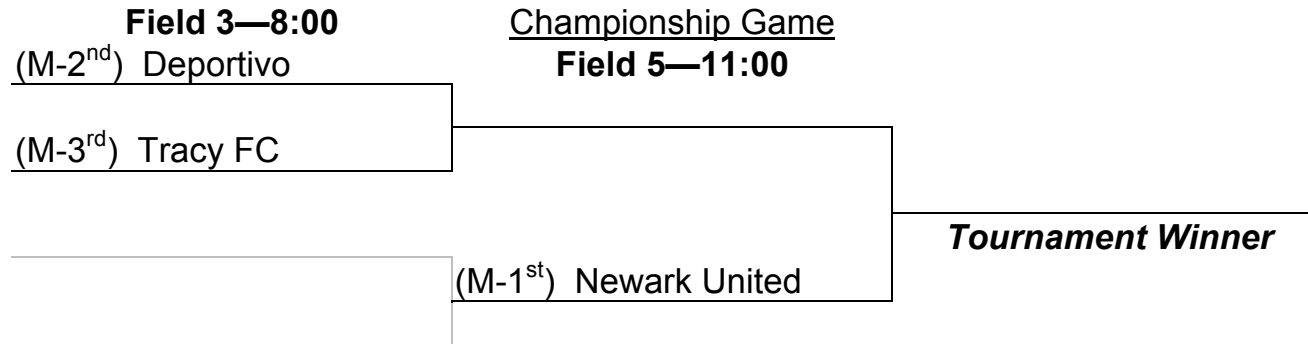 Field 3—8:00
Championship Game
(M-2nd) Deportivo
Field 5—11:00
(M-3rd) Tracy FC
Tournament Winner
(M-1st) Newark United